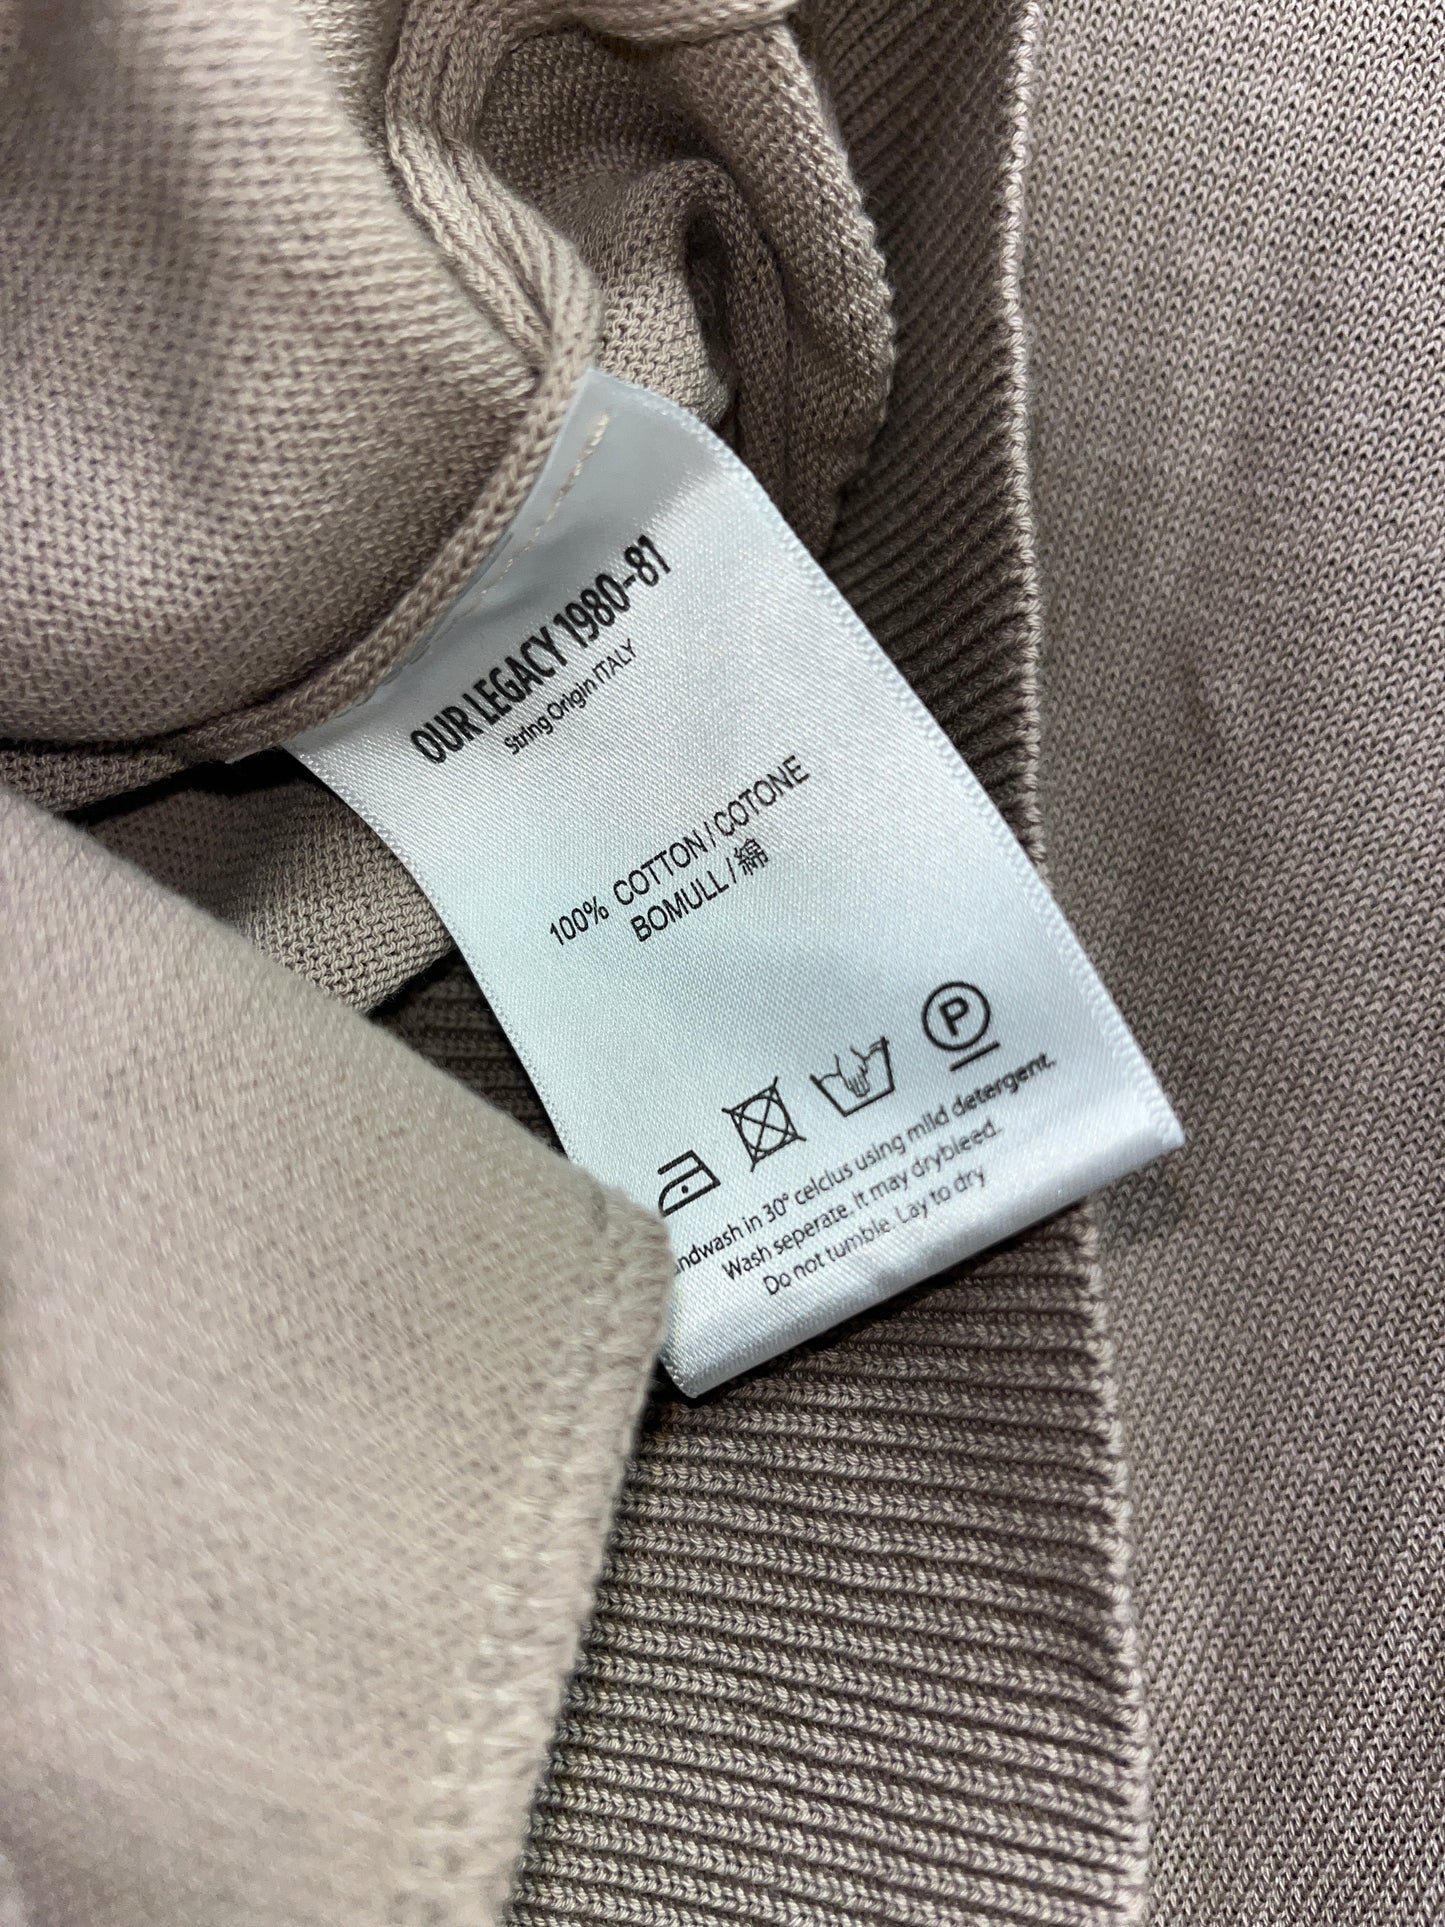 OUR LEGACY 1980-81
String Origin ITALY
100% COTTON / COTONE
BOMULL / 綿
P
ndwash in 30° celcius using mild detergent.
Wash seperate. It may drybleed.
Do not tumble. Lay to dry